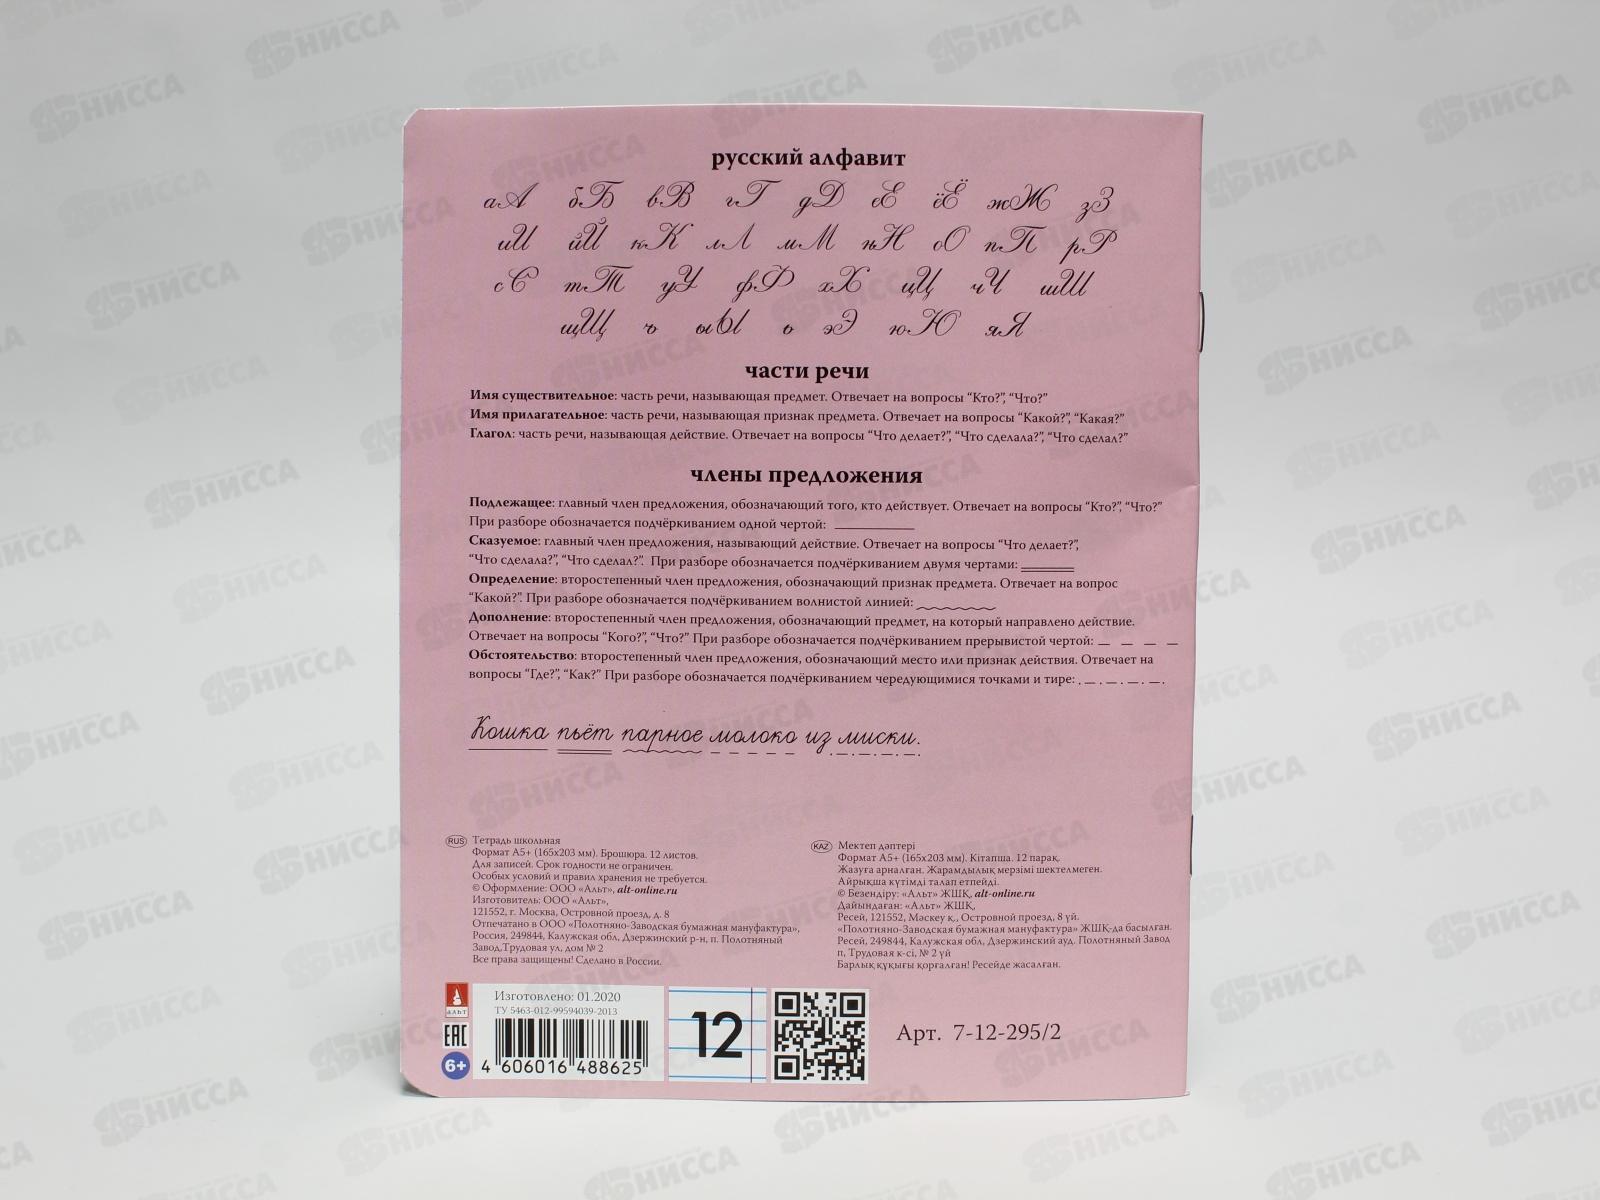 русский алфавит
аА бБ вВ гГ дД еЕ ёЁ жЖ зЗ
иИ йЙ кК лЛ мМ нН оО пП рР
сС тТ уУ фФ хХ цЦ чЧ шШ
щЩ ъ ыЫ ь эЭ юЮ яЯ
части речи
Имя существительное: часть речи, называющая предмет. Отвечает на вопросы “Кто?”, “Что?”
Имя прилагательное: часть речи, называющая признак предмета. Отвечает на вопросы “Какой?”, “Какая?”
Глагол: часть речи, называющая действие. Отвечает на вопросы “Что делает?”, “Что сделала?”, “Что сделал?”
члены предложения
Подлежащее: главный член предложения, обозначающий того, кто действует. Отвечает на вопросы “Кто?”, “Что?”
При разборе обозначается подчёркиванием одной чертой:
Сказуемое: главный член предложения, называющий действие. Отвечает на вопросы “Что делает?”,
“Что сделала?”, “Что сделал?”. При разборе обозначается подчёркиванием двумя чертами:
Определение: второстепенный член предложения, обозначающий признак предмета. Отвечает на вопрос
“Какой?”. При разборе обозначается подчёркиванием волнистой линией:
Дополнение: второстепенный член предложения, обозначающий предмет, на который направлено действие.
Отвечает на вопросы “Кого?”, “Что?” При разборе обозначается подчёркиванием прерывистой чертой:
Обстоятельство: второстепенный член предложения, обозначающий место или признак действия. Отвечает на
вопросы “Где?”, “Как?” При разборе обозначается подчёркиванием чередующимися точками и тире:
Кошка пьёт парное молоко из миски.
RUS Тетрадь школьная
Формат А5+ (165х203 мм). Брошюра. 12 листов.
Для записей. Срок годности не ограничен.
Особых условий и правил хранения не требуется.
© Оформление: ООО «Альт», alt-online.ru
Изготовитель: ООО «Альт»,
121552, г. Москва, Островной проезд, д. 8
Отпечатано в ООО «Полотняно-Заводская бумажная мануфактура»,
Россия, 249844, Калужская обл, Дзержинский р-н, п. Полотняный
Завод,Трудовая ул, дом № 2
Все права защищены! Сделано в России.
KAZ Мектеп дәптері
Формат А5+ (165х203 мм). Кітапша. 12 парақ.
Жазуға арналған. Жарамдылық мерзімі шектелмеген.
Айрықша күтімді талап етпейді.
© Безендіру: «Альт» ЖШҚ, alt-online.ru
Дайындаған: «Альт» ЖШҚ,
Ресей, 121552, Мәскеу қ., Островной проезд, 8 үй.
«Полотняно-Заводская бумажная мануфактура» ЖШҚ-да басылған.
Ресей, 249844, Калужская обл, Дзержинский ауд. Полотняный Завод
п, Трудовая к-сі, № 2 үй
Барлық құқығы қорғалған! Ресейде жасалған.
АЛЬТ
EAC
6+
Изготовлено: 01.2020
ТУ 5463-012-99594039-2013
4 606016 488625
12
Арт. 7-12-295/2
НИССА